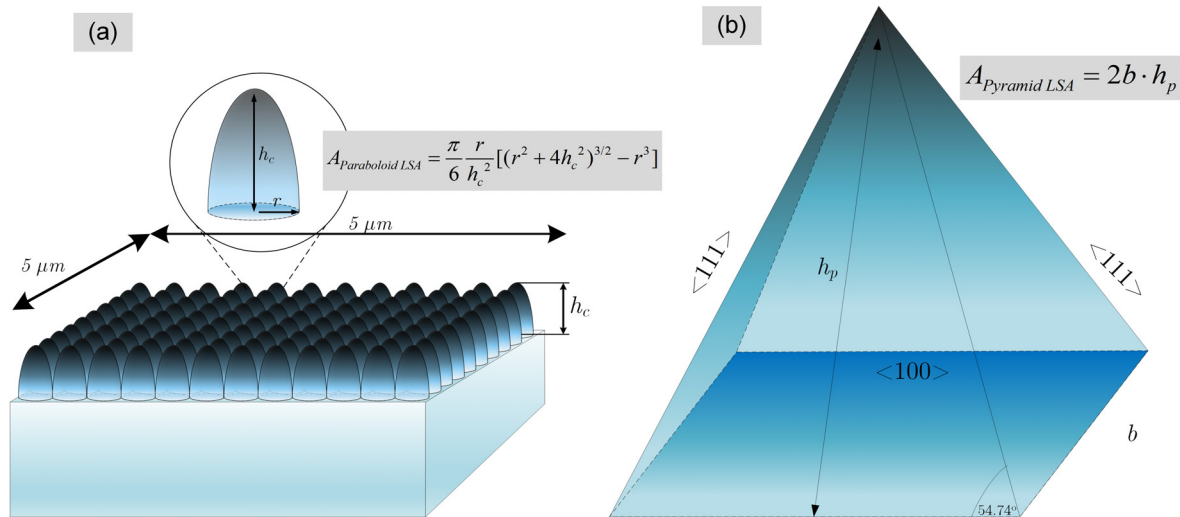 (a)
h_c
r
A_{Paraboloid LSA} = \frac{\pi}{6} \frac{r}{h_c^2} [(r^2 + 4h_c^2)^{3/2} - r^3]
5 μm
5 μm
h_c
(b)
A_{Pyramid LSA} = 2b · h_p
<111>
h_p
<111>
<100>
b
54.74°